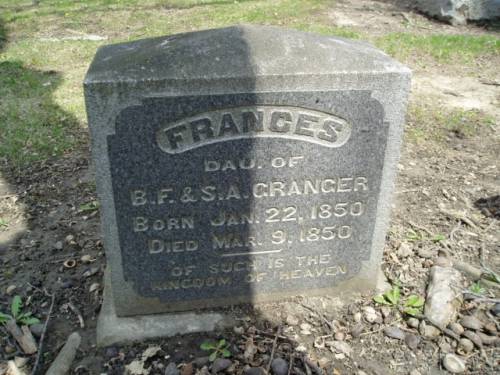 FRANCES
DAU. OF
B.F. & S.A. GRANGER
BORN JAN. 22, 1850
DIED MAR. 9, 1850
OF SUCH IS THE
KINGDOM OF HEAVEN